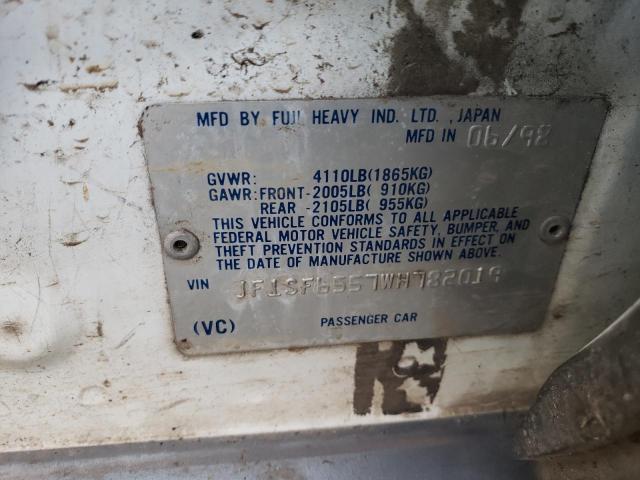 MFD BY FUJI HEAVY IND. LTD. ,JAPAN
MFD IN 06/98
GVWR: 4110LB(1865KG)
GAWR:FRONT-2005LB( 910KG)
REAR -2105LB( 955KG)
THIS VEHICLE CONFORMS TO ALL APPLICABLE
FEDERAL MOTOR VEHICLE SAFETY, BUMPER, AND
THEFT PREVENTION STANDARDS IN EFFECT ON
THE DATE OF MANUFACTURE SHOWN ABOVE.
VIN JF1SF6557WH782019
(VC) PASSENGER CAR